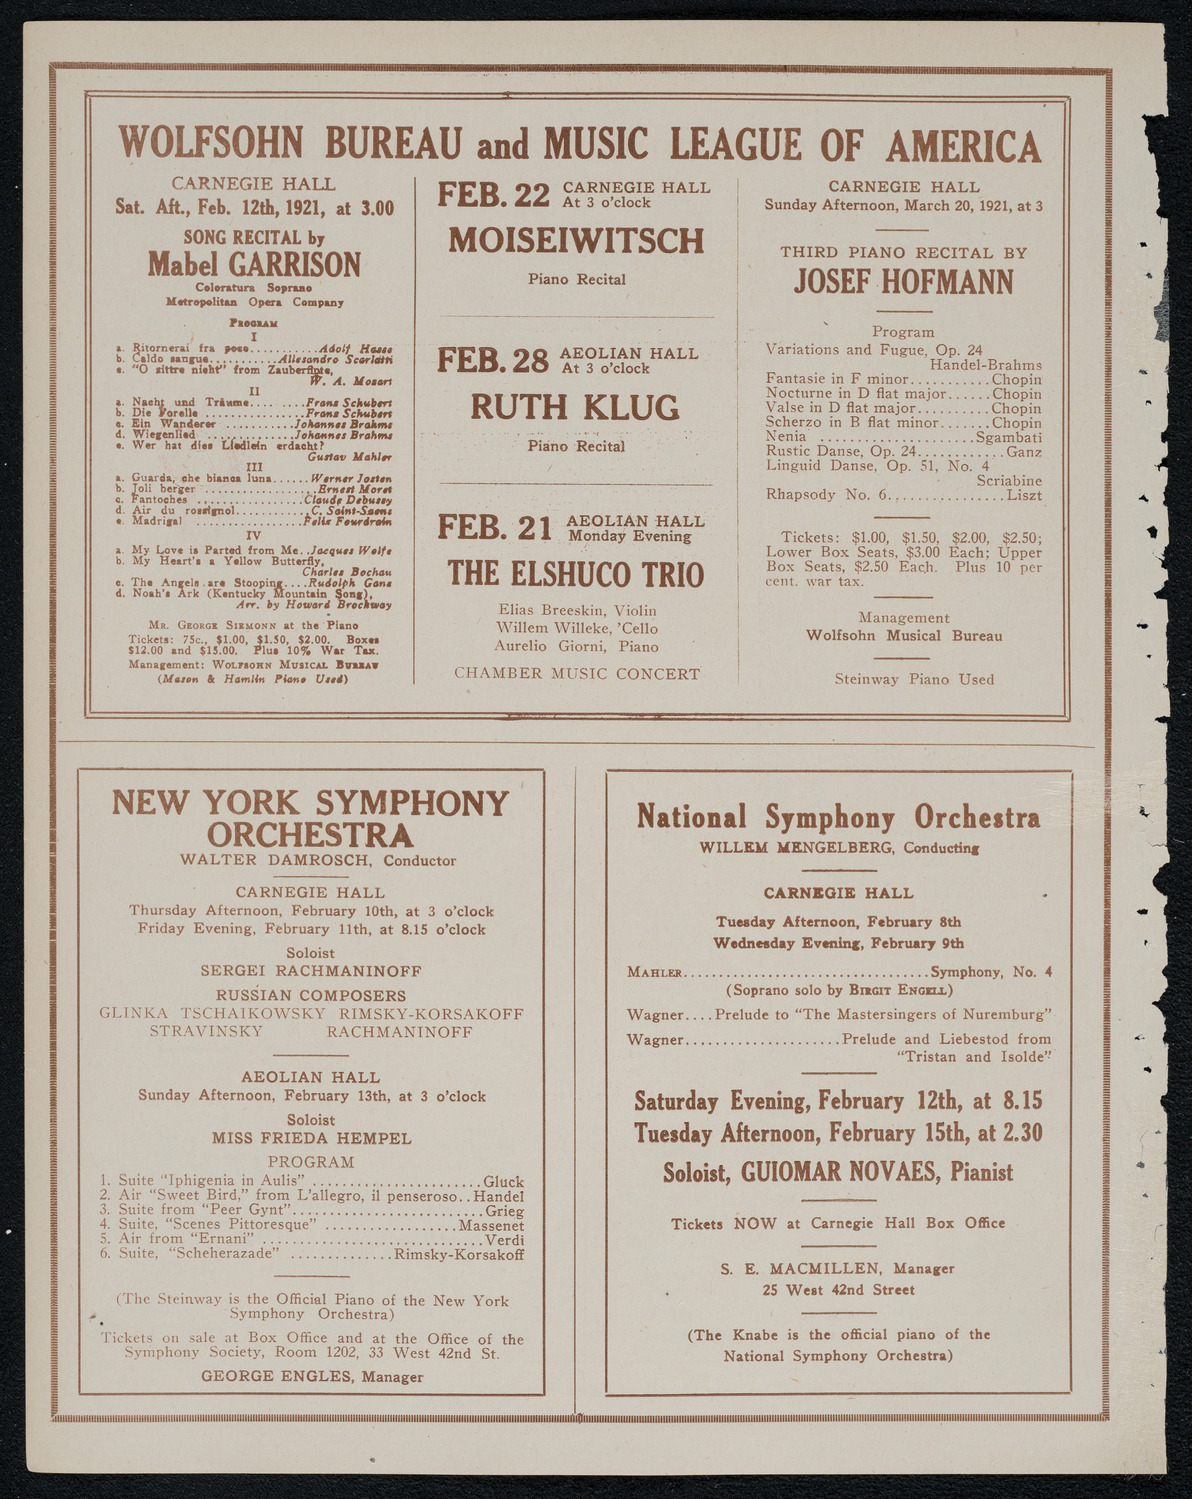 WOLFSOHN BUREAU and MUSIC LEAGUE OF AMERICA
CARNEGIE HALL
Sat. Aft., Feb. 12th, 1921, at 3.00
SONG RECITAL by
Mabel GARRISON
Coloratura Soprano
Metropolitan Opera Company
PROGRAM
I
a. Ritornerai fra poco...........Adolf Hasse
b. Caldo sangue...........Allesandro Scarlatti
c. "O zittre nicht" from Zauberflote,
W. A. Mozart
II
a. Nacht und Träume.... .....Franz Schubert
b. Die Forelle ................Franz Schubert
c. Ein Wanderer ...........Johannes Brahms
d. Wiegenlied .............Johannes Brahms
e. Wer hat dies Liedlein erdacht?
Gustav Mahler
III
a. Guarda, che bianca luna......Werner Josten
b. Joli berger ..................Ernest Moret
c. Fantoches .................Claude Debussy
d. Air du rossignol............C. Saint-Saens
e. Madrigal .................Felix Fourdrain
IV
a. My Love is Parted from Me..Jacques Wolfe
b. My Heart's a Yellow Butterfly,
Charles Bochau
c. The Angels are Stooping....Rudolph Ganz
d. Noah's Ark (Kentucky Mountain Song),
Arr. by Howard Brockway
MR. GEORGE SIEMONN at the Piano
Tickets: 75c., $1.00, $1.50, $2.00. Boxes
$12.00 and $15.00. Plus 10% War Tax.
Management: WOLFSOHN MUSICAL BUREAU
(Mason & Hamlin Piano Used)
FEB. 22 CARNEGIE HALL
At 3 o'clock
MOISEIWITSCH
Piano Recital
FEB. 28 AEOLIAN HALL
At 3 o'clock
RUTH KLUG
Piano Recital
FEB. 21 AEOLIAN HALL
Monday Evening
THE ELSHUCO TRIO
Elias Breeskin, Violin
Willem Willeke, 'Cello
Aurelio Giorni, Piano
CHAMBER MUSIC CONCERT
CARNEGIE HALL
Sunday Afternoon, March 20, 1921, at 3
THIRD PIANO RECITAL BY
JOSEF HOFMANN
Program
Variations and Fugue, Op. 24
Handel-Brahms
Fantasie in F minor...........Chopin
Nocturne in D flat major......Chopin
Valse in D flat major..........Chopin
Scherzo in B flat minor.......Chopin
Nenia .....................Sgambati
Rustic Danse, Op. 24............Ganz
Linguid Danse, Op. 51, No. 4
Scriabine
Rhapsody No. 6................Liszt
Tickets: $1.00, $1.50, $2.00, $2.50;
Lower Box Seats, $3.00 Each; Upper
Box Seats, $2.50 Each. Plus 10 per
cent. war tax.
Management
Wolfsohn Musical Bureau
Steinway Piano Used
NEW YORK SYMPHONY
ORCHESTRA
WALTER DAMROSCH, Conductor
CARNEGIE HALL
Thursday Afternoon, February 10th, at 3 o'clock
Friday Evening, February 11th, at 8.15 o'clock
Soloist
SERGEI RACHMANINOFF
RUSSIAN COMPOSERS
GLINKA TSCHAIKOWSKY RIMSKY-KORSAKOFF
STRAVINSKY RACHMANINOFF
AEOLIAN HALL
Sunday Afternoon, February 13th, at 3 o'clock
Soloist
MISS FRIEDA HEMPEL
PROGRAM
1. Suite "Iphigenia in Aulis" .......................Gluck
2. Air "Sweet Bird," from L'allegro, il penseroso..Handel
3. Suite from "Peer Gynt"..........................Grieg
4. Suite, "Scenes Pittoresque" ..................Massenet
5. Air from "Ernani" ..............................Verdi
6. Suite, "Scheherazade" ..............Rimsky-Korsakoff
(The Steinway is the Official Piano of the New York
Symphony Orchestra)
Tickets on sale at Box Office and at the Office of the
Symphony Society, Room 1202, 33 West 42nd St.
GEORGE ENGLES, Manager
National Symphony Orchestra
WILLEM MENGELBERG, Conducting
CARNEGIE HALL
Tuesday Afternoon, February 8th
Wednesday Evening, February 9th
MAHLER.................................Symphony, No. 4
(Soprano solo by BIRGIT ENGELL)
Wagner....Prelude to "The Mastersingers of Nuremburg"
Wagner.....................Prelude and Liebestod from
"Tristan and Isolde"
Saturday Evening, February 12th, at 8.15
Tuesday Afternoon, February 15th, at 2.30
Soloist, GUIOMAR NOVAES, Pianist
Tickets NOW at Carnegie Hall Box Office
S. E. MACMILLEN, Manager
25 West 42nd Street
(The Knabe is the official piano of the
National Symphony Orchestra)